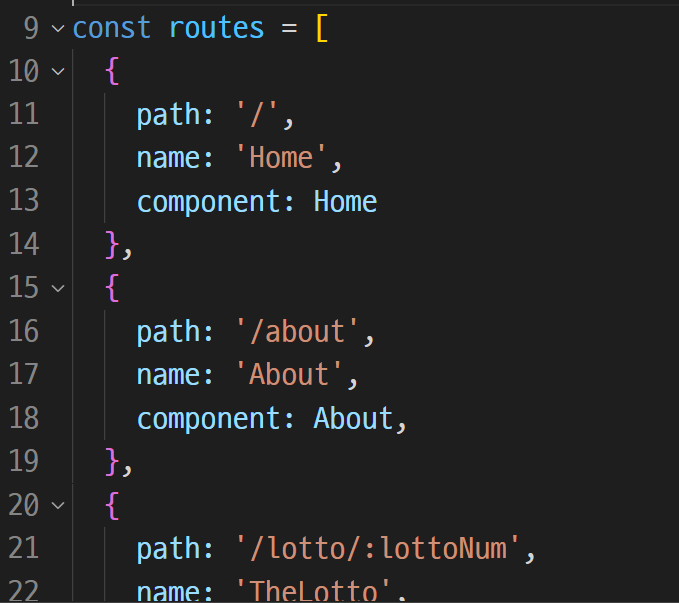 9 const routes = [
10 {
11 path: '/',
12 name: 'Home',
13 component: Home
14 },
15 {
16 path: '/about',
17 name: 'About',
18 component: About,
19 },
20 {
21 path: '/lotto/:lottoNum',
22 name: 'TheLotto',